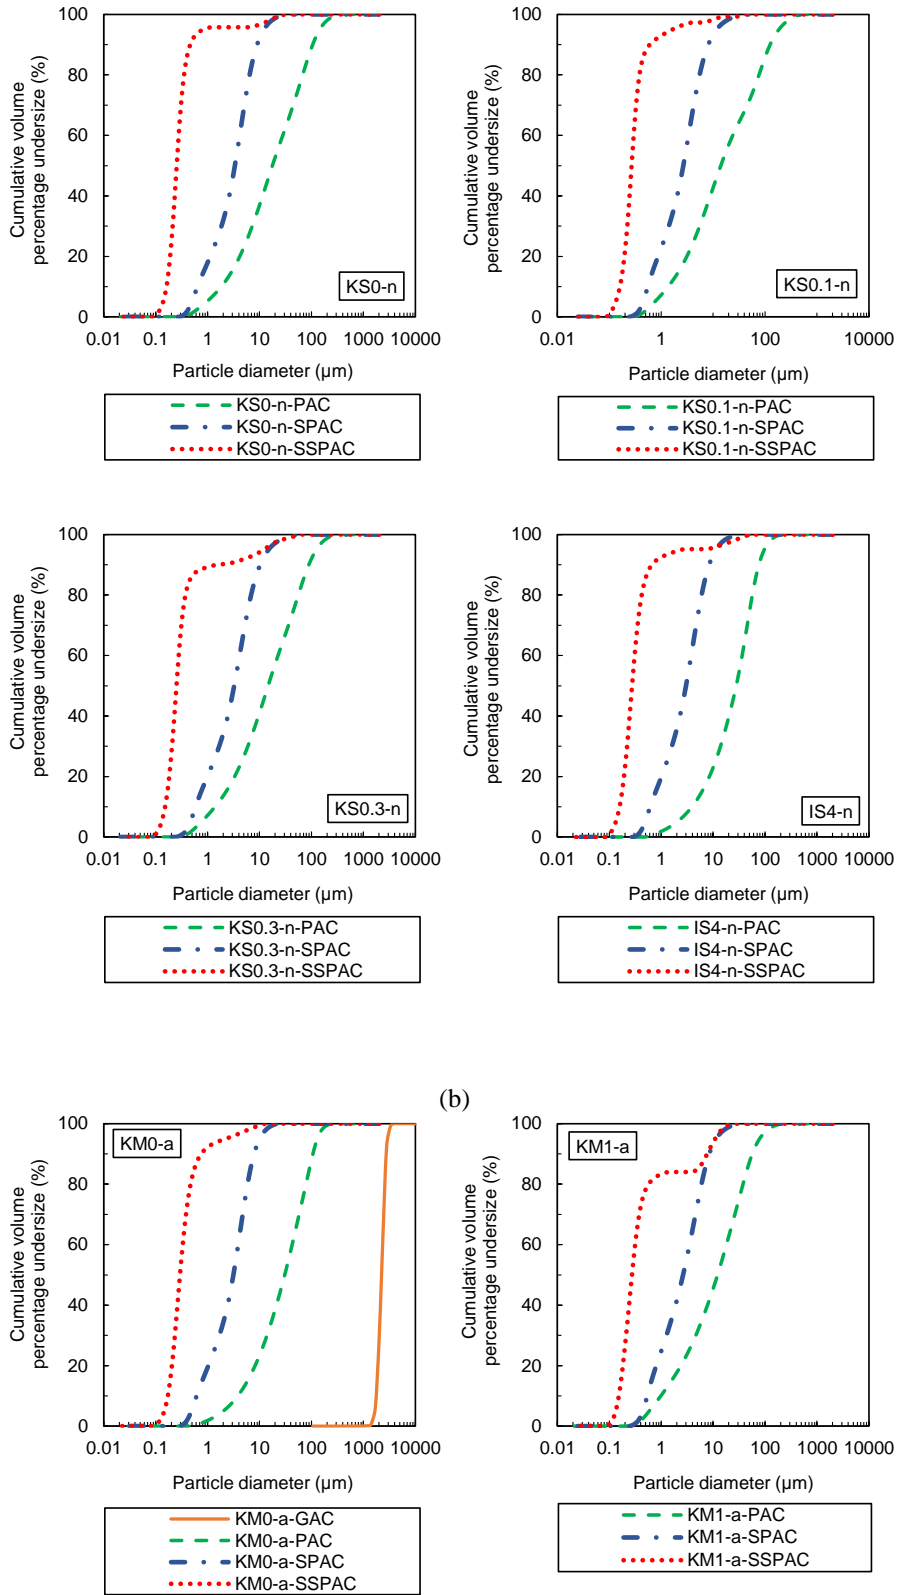 Cumulative volume
percentage undersize (%)
100
80
60
40
20
0
KS0-n
0.01 0.1 1 10 100 1000 10000
Particle diameter (µm)
KS0-n-PAC
KS0-n-SPAC
KS0-n-SSPAC
Cumulative volume
percentage undersize (%)
100
80
60
40
20
0
KS0.1-n
0.01 0.1 1 10 100 1000 10000
Particle diameter (µm)
KS0.1-n-PAC
KS0.1-n-SPAC
KS0.1-n-SSPAC
Cumulative volume
percentage undersize (%)
100
80
60
40
20
0
KS0.3-n
0.01 0.1 1 10 100 1000 10000
Particle diameter (µm)
KS0.3-n-PAC
KS0.3-n-SPAC
KS0.3-n-SSPAC
Cumulative volume
percentage undersize (%)
100
80
60
40
20
0
IS4-n
0.01 0.1 1 10 100 1000 10000
Particle diameter (µm)
IS4-n-PAC
IS4-n-SPAC
IS4-n-SSPAC
(b)
Cumulative volume
percentage undersize (%)
100
80
60
40
20
0
KM0-a
0.01 0.1 1 10 100 1000 10000
Particle diameter (µm)
KM0-a-GAC
KM0-a-PAC
KM0-a-SPAC
KM0-a-SSPAC
Cumulative volume
percentage undersize (%)
100
80
60
40
20
0
KM1-a
0.01 0.1 1 10 100 1000 10000
Particle diameter (µm)
KM1-a-PAC
KM1-a-SPAC
KM1-a-SSPAC